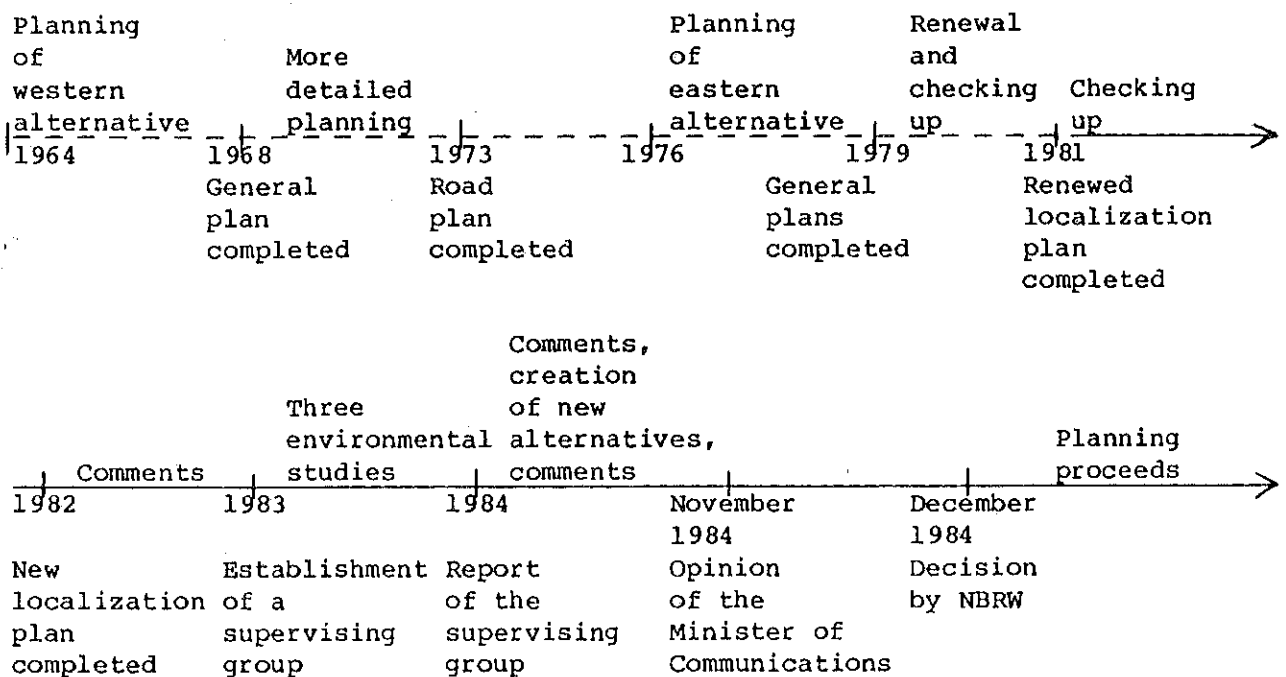 Planning of western alternative
More detailed planning
Planning of eastern alternative
Renewal and checking up
Checking up
1964
1968
1973
1976
1979
1981
General plan completed
Road plan completed
General plans completed
Renewed localization plan completed
Comments
Three environmental studies
Comments, creation of new alternatives, comments
Planning proceeds
1982
1983
1984
November 1984
December 1984
New localization plan completed
Establishment of a supervising group
Report of the supervising group
Opinion of the Minister of Communications
Decision by NBRW